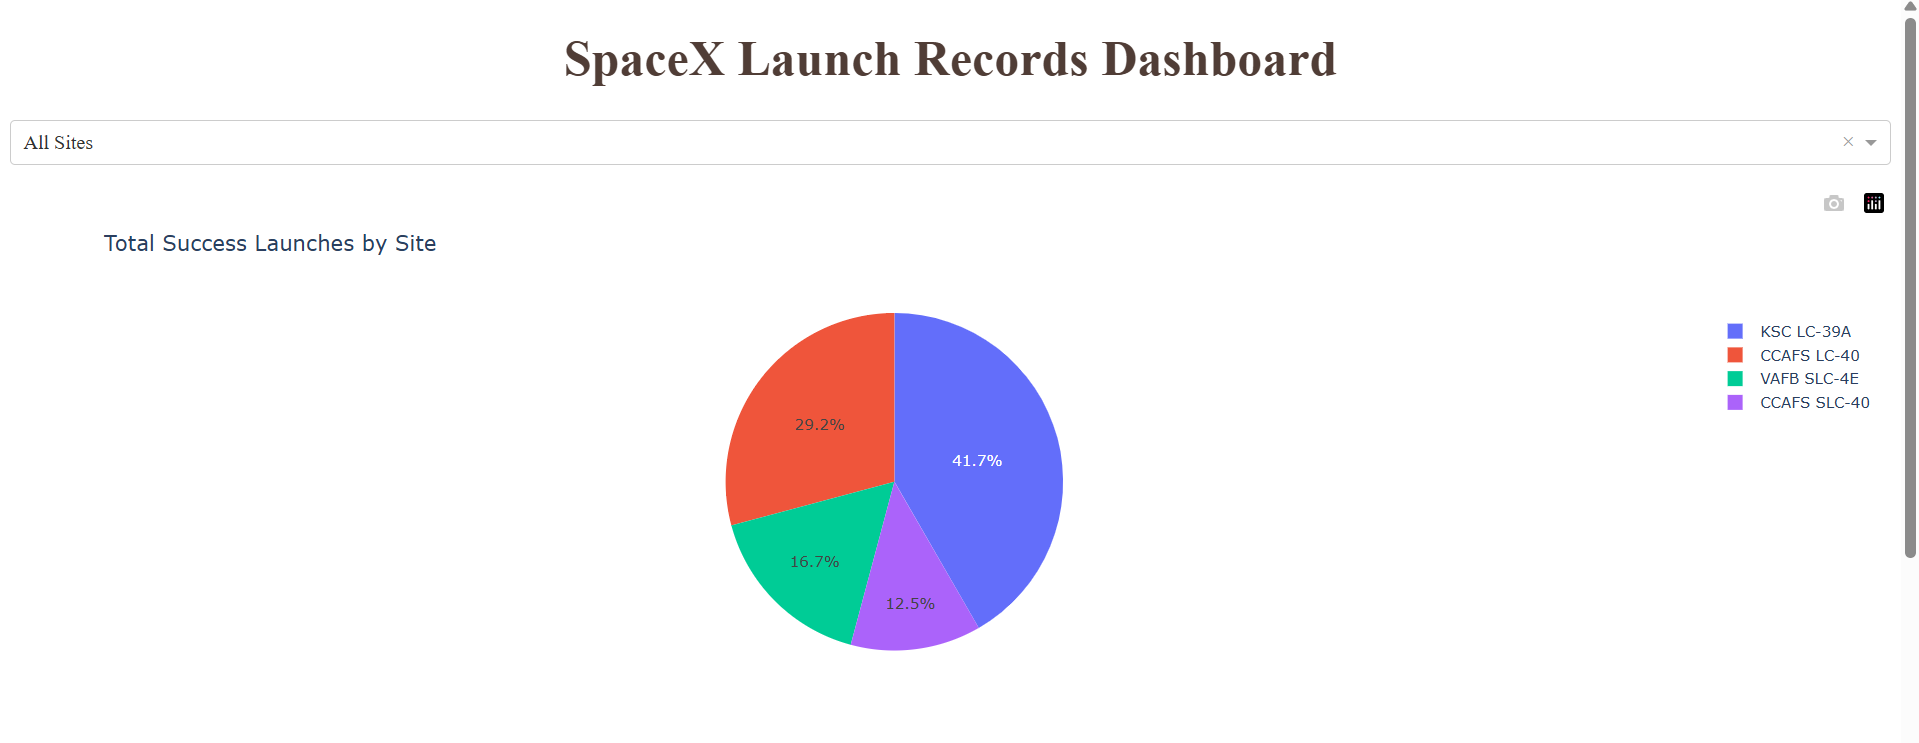 SpaceX Launch Records Dashboard
All Sites
Total Success Launches by Site
KSC LC-39A
CCAFS LC-40
VAFB SLC-4E
CCAFS SLC-40
29.2%
41.7%
16.7%
12.5%